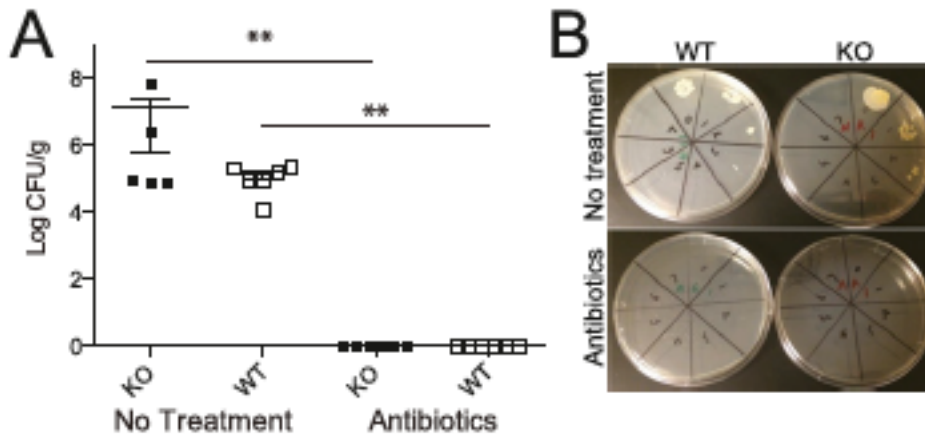 A
B
WT
KO
**
**
8
6
4
2
0
Log CFU/g
KO
WT
KO
WT
No Treatment
Antibiotics
No treatment
Antibiotics